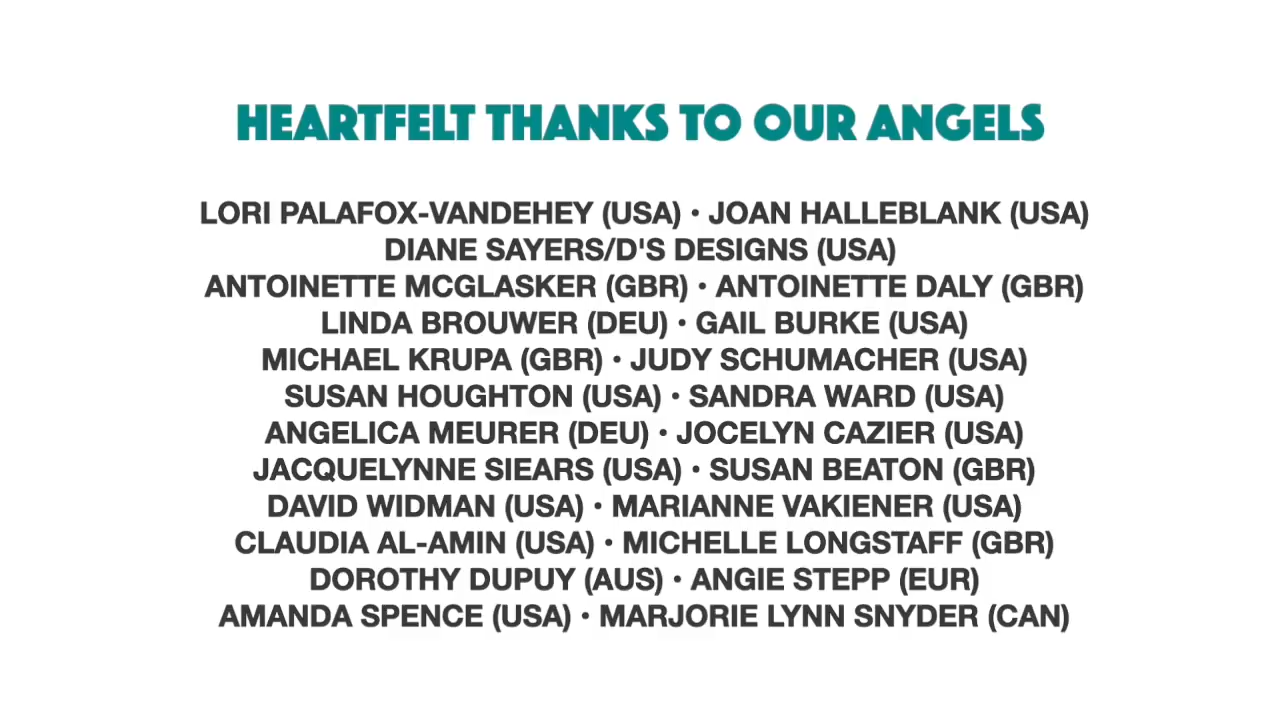 HEARTFELT THANKS TO OUR ANGELS
LORI PALAFOX-VANDEHEY (USA) • JOAN HALLEBLANK (USA)
DIANE SAYERS/D'S DESIGNS (USA)
ANTOINETTE MCGLASKER (GBR) • ANTOINETTE DALY (GBR)
LINDA BROUWER (DEU) • GAIL BURKE (USA)
MICHAEL KRUPA (GBR) • JUDY SCHUMACHER (USA)
SUSAN HOUGHTON (USA) • SANDRA WARD (USA)
ANGELICA MEURER (DEU) • JOCELYN CAZIER (USA)
JACQUELYNNE SIEARS (USA) • SUSAN BEATON (GBR)
DAVID WIDMAN (USA) • MARIANNE VAKIENER (USA)
CLAUDIA AL-AMIN (USA) • MICHELLE LONGSTAFF (GBR)
DOROTHY DUPUY (AUS) • ANGIE STEPP (EUR)
AMANDA SPENCE (USA) • MARJORIE LYNN SNYDER (CAN)